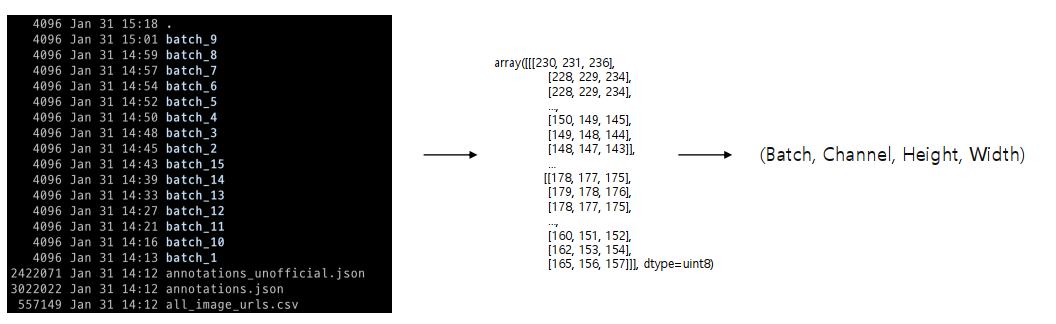 4096 Jan 31 15:18 .
4096 Jan 31 15:01 batch_9
4096 Jan 31 14:59 batch_8
4096 Jan 31 14:57 batch_7
4096 Jan 31 14:54 batch_6
4096 Jan 31 14:52 batch_5
4096 Jan 31 14:50 batch_4
4096 Jan 31 14:48 batch_3
4096 Jan 31 14:45 batch_2
4096 Jan 31 14:43 batch_15
4096 Jan 31 14:39 batch_14
4096 Jan 31 14:33 batch_13
4096 Jan 31 14:27 batch_12
4096 Jan 31 14:21 batch_11
4096 Jan 31 14:16 batch_10
4096 Jan 31 14:13 batch_1
2422071 Jan 31 14:12 annotations_unofficial.json
3022022 Jan 31 14:12 annotations.json
557149 Jan 31 14:12 all_image_urls.csv
array([[[230, 231, 236],
[228, 229, 234],
[228, 229, 234],
...,
[150, 149, 145],
[149, 148, 144],
[148, 147, 143]],
...
[[178, 177, 175],
[179, 178, 176],
[178, 177, 175],
...,
[160, 151, 152],
[162, 153, 154],
[165, 156, 157]]], dtype=uint8)
(Batch, Channel, Height, Width)